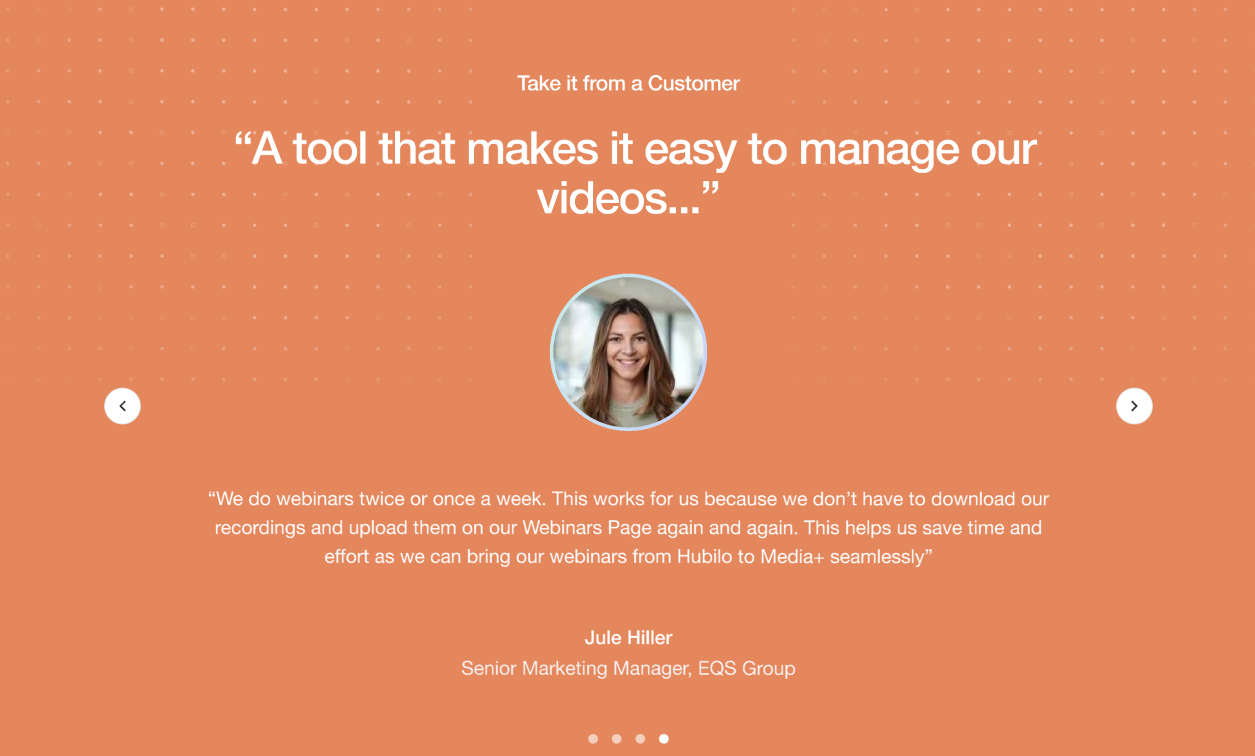 Take it from a Customer
“A tool that makes it easy to manage our
videos...”
“We do webinars twice or once a week. This works for us because we don’t have to download our
recordings and upload them on our Webinars Page again and again. This helps us save time and
effort as we can bring our webinars from Hubilo to Media+ seamlessly”
Jule Hiller
Senior Marketing Manager, EQS Group